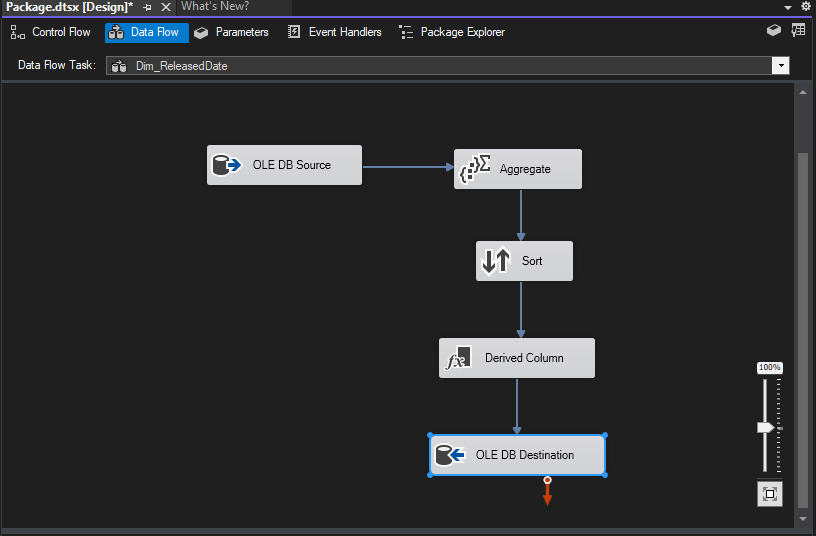 Package.dtsx [Design]* What's New?
Control Flow Data Flow Parameters Event Handlers Package Explorer
Data Flow Task: Dim_ReleasedDate
OLE DB Source
Aggregate
Sort
Derived Column
100%
OLE DB Destination